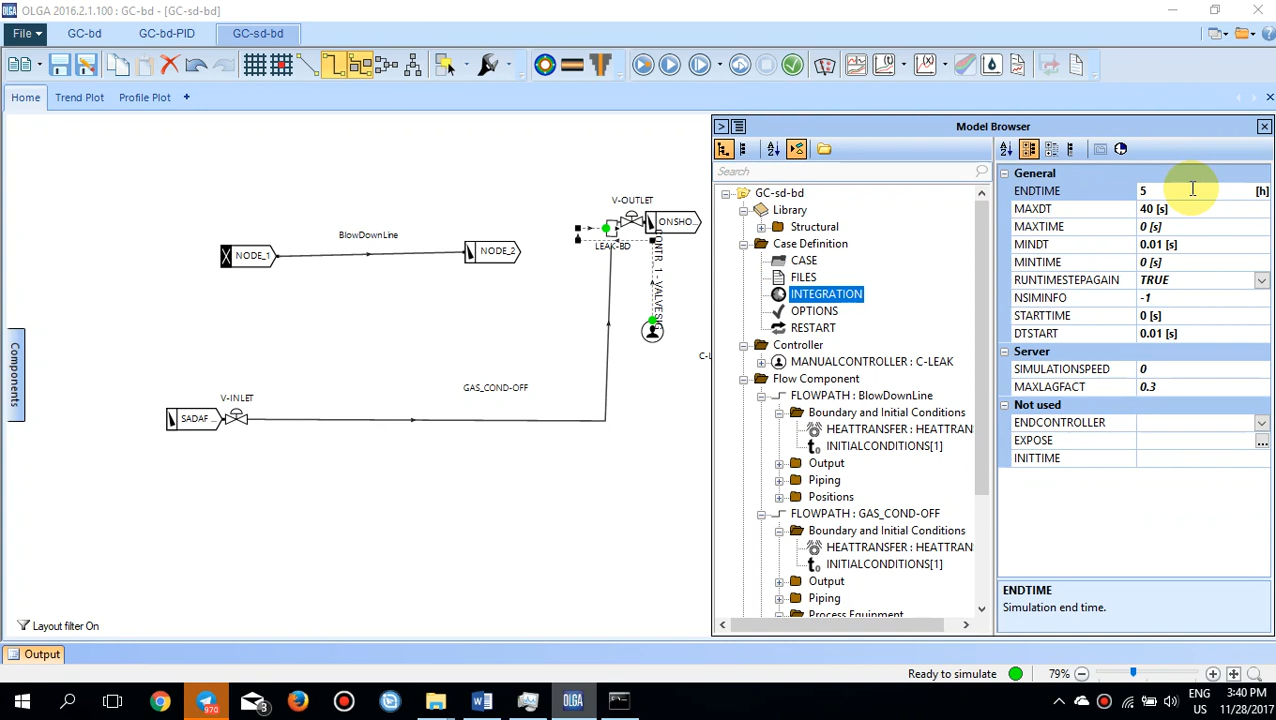 OLGA 2016.2.1.100: GC-bd - [GC-sd-bd]
File GC-bd GC-bd-PID GC-sd-bd
Home Trend Plot Profile Plot +
Components
NODE_1
BlowDownLine
NODE_2
V-OUTLET
ONSHO...
LEAK-BD
V-INLET
SADAF ...
GAS_COND-OFF
Layout filter On
Model Browser
Search
GC-sd-bd
Library
Structural
Case Definition
CASE
FILES
INTEGRATION
OPTIONS
RESTART
Controller
MANUALCONTROLLER : C-LEAK
Flow Component
FLOWPATH : BlowDownLine
Boundary and Initial Conditions
HEATTRANSFER : HEATTRAN
INITIALCONDITIONS[1]
Output
Piping
Positions
FLOWPATH : GAS_COND-OFF
Boundary and Initial Conditions
HEATTRANSFER : HEATTRAN
INITIALCONDITIONS[1]
Output
Piping
Process Equipment
General
ENDTIME 5 [h]
MAXDT 40 [s]
MAXTIME 0 [s]
MINDT 0.01 [s]
MINTIME 0 [s]
RUNTIMESTEPAGAIN TRUE
NSIMINFO -1
STARTTIME 0 [s]
DTSTART 0.01 [s]
Server
SIMULATIONSPEED 0
MAXLAGFACT 0.3
Not used
ENDCONTROLLER
EXPOSE ...
INITTIME
ENDTIME
Simulation end time.
Output
Ready to simulate 79%
970
3
ENG 3:40 PM
US 11/28/2017